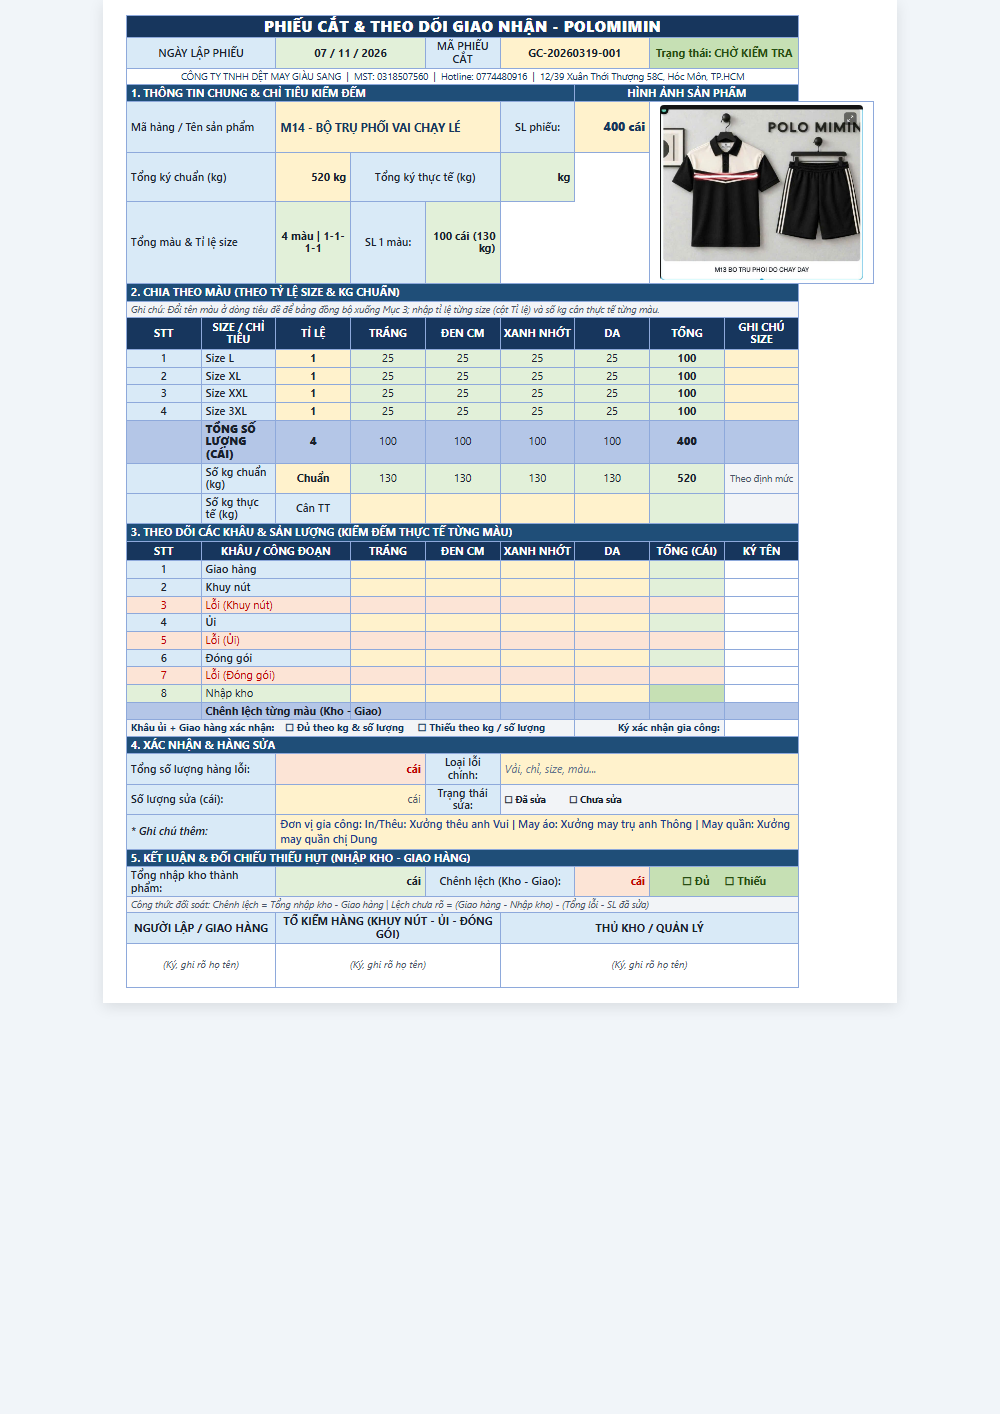 PHIẾU CẮT & THEO DÕI GIAO NHẬN - POLOMIMIN
NGÀY LẬP PHIẾU 07 / 11 / 2026 MÃ PHIẾU CẮT GC-20260319-001 Trạng thái: CHỜ KIỂM TRA
CÔNG TY TNHH DỆT MAY GIÀU SANG | MST: 0318507560 | Hotline: 0774480916 | 12/39 Xuân Thới Thượng 58C, Hóc Môn, TP.HCM
1. THÔNG TIN CHUNG & CHỈ TIÊU KIỂM ĐẾM HÌNH ẢNH SẢN PHẨM
Mã hàng / Tên sản phẩm M14 - BỘ TRỤ PHỐI VAI CHẠY LÉ SL phiếu: 400 cái
POLO MIMIN
Tổng ký chuẩn (kg) 520 kg Tổng ký thực tế (kg) kg
Tổng màu & Tỉ lệ size 4 màu | 1-1-1-1 SL 1 màu: 100 cái (130 kg)
M13 BO TRU PHOI DO CHAY DAY
2. CHIA THEO MÀU (THEO TỶ LỆ SIZE & KG CHUẨN)
Ghi chú: Đổi tên màu ở dòng tiêu đề để bảng đồng bộ xuống Mục 3; nhập tỉ lệ từng size (cột Tỉ lệ) và số kg cân thực tế từng màu.
STT SIZE / CHỈ TIÊU TỈ LỆ TRẮNG ĐEN CM XANH NHỚT DA TỔNG GHI CHÚ SIZE
1 Size L 1 25 25 25 25 100
2 Size XL 1 25 25 25 25 100
3 Size XXL 1 25 25 25 25 100
4 Size 3XL 1 25 25 25 25 100
TỔNG SỐ LƯỢNG (CÁI) 4 100 100 100 100 400
Số kg chuẩn (kg) Chuẩn 130 130 130 130 520 Theo định mức
Số kg thực tế (kg) Cân TT
3. THEO DÕI CÁC KHÂU & SẢN LƯỢNG (KIỂM ĐẾM THỰC TẾ TỪNG MÀU)
STT KHÂU / CÔNG ĐOẠN TRẮNG ĐEN CM XANH NHỚT DA TỔNG (CÁI) KÝ TÊN
1 Giao hàng
2 Khuy nút
3 Lỗi (Khuy nút)
4 Ủi
5 Lỗi (Ủi)
6 Đóng gói
7 Lỗi (Đóng gói)
8 Nhập kho
Chênh lệch từng màu (Kho - Giao)
Khâu ủi + Giao hàng xác nhận: ☐ Đủ theo kg & số lượng ☐ Thiếu theo kg / số lượng Ký xác nhận gia công:
4. XÁC NHẬN & HÀNG SỬA
Tổng số lượng hàng lỗi: cái Loại lỗi chính: Vải, chỉ, size, màu...
Số lượng sửa (cái): cái Trạng thái sửa: ☐ Đã sửa ☐ Chưa sửa
* Ghi chú thêm: Đơn vị gia công: In/Thêu: Xưởng thêu anh Vui | May áo: Xưởng may trụ anh Thông | May quần: Xưởng may quần chị Dung
5. KẾT LUẬN & ĐỐI CHIẾU THIẾU HỤT (NHẬP KHO - GIAO HÀNG)
Tổng nhập kho thành phẩm: cái Chênh lệch (Kho - Giao): cái ☐ Đủ ☐ Thiếu
Công thức đối soát: Chênh lệch = Tổng nhập kho - Giao hàng | Lệch chưa rõ = (Giao hàng - Nhập kho) - (Tổng lỗi - SL đã sửa)
NGƯỜI LẬP / GIAO HÀNG TỔ KIỂM HÀNG (KHUY NÚT - ỦI - ĐÓNG GÓI) THỦ KHO / QUẢN LÝ
(Ký, ghi rõ họ tên) (Ký, ghi rõ họ tên) (Ký, ghi rõ họ tên)